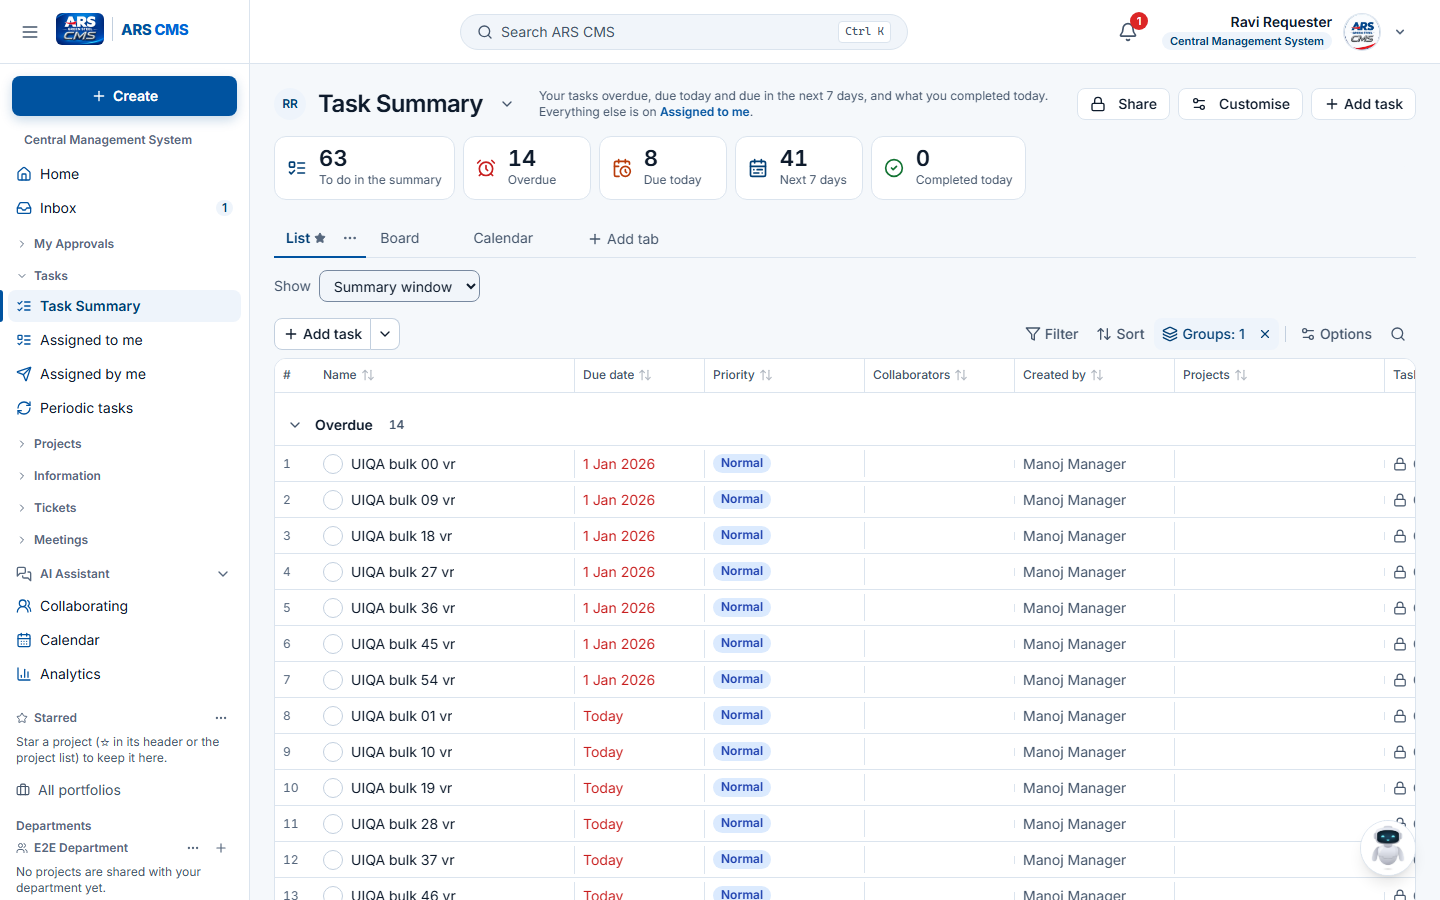 ARS
CMS
ARS CMS
Search ARS CMS
Ctrl K
1
Ravi Requester
Central Management System
ARS
CMS
Create
Central Management System
Home
Inbox
1
My Approvals
Tasks
Task Summary
Assigned to me
Assigned by me
Periodic tasks
Projects
Information
Tickets
Meetings
AI Assistant
Collaborating
Calendar
Analytics
Starred
Star a project (☆ in its header or the
project list) to keep it here.
All portfolios
Departments
E2E Department
No projects are shared with your
department yet.
RR
Task Summary
Your tasks overdue, due today and due in the next 7 days, and what you completed today.
Everything else is on Assigned to me.
Share
Customise
+ Add task
63
To do in the summary
14
Overdue
8
Due today
41
Next 7 days
0
Completed today
List
Board
Calendar
+ Add tab
Show
Summary window
+ Add task
Filter
Sort
Groups: 1
Options
# Name Due date Priority Collaborators Created by Projects
Overdue 14
1 UIQA bulk 00 vr 1 Jan 2026 Normal Manoj Manager
2 UIQA bulk 09 vr 1 Jan 2026 Normal Manoj Manager
3 UIQA bulk 18 vr 1 Jan 2026 Normal Manoj Manager
4 UIQA bulk 27 vr 1 Jan 2026 Normal Manoj Manager
5 UIQA bulk 36 vr 1 Jan 2026 Normal Manoj Manager
6 UIQA bulk 45 vr 1 Jan 2026 Normal Manoj Manager
7 UIQA bulk 54 vr 1 Jan 2026 Normal Manoj Manager
8 UIQA bulk 01 vr Today Normal Manoj Manager
9 UIQA bulk 10 vr Today Normal Manoj Manager
10 UIQA bulk 19 vr Today Normal Manoj Manager
11 UIQA bulk 28 vr Today Normal Manoj Manager
12 UIQA bulk 37 vr Today Normal Manoj Manager
13 UIQA bulk 46 vr Today Normal Manoj Manager